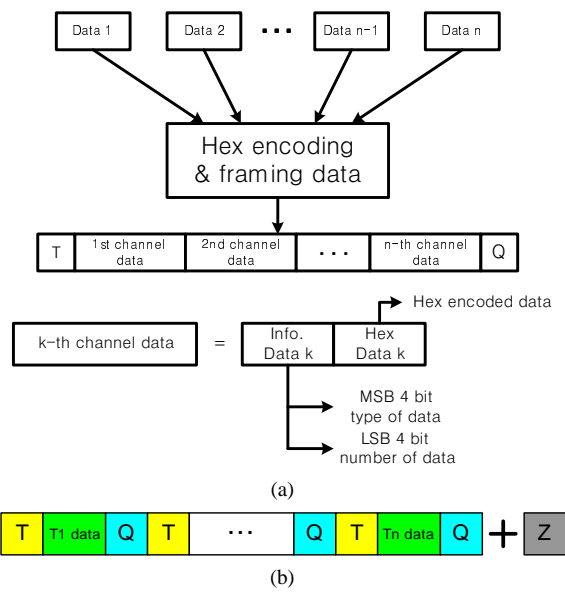 Data 1
Data 2
...
Data n-1
Data n
Hex encoding
& framing data
T
1st channel
data
2nd channel
data
...
n-th channel
data
Q
Hex encoded data
k-th channel data
=
Info.
Data k
Hex
Data k
MSB 4 bit
type of data
LSB 4 bit
number of data
(a)
T
T1 data
Q
T
...
Q
T
Tn data
Q
+
Z
(b)